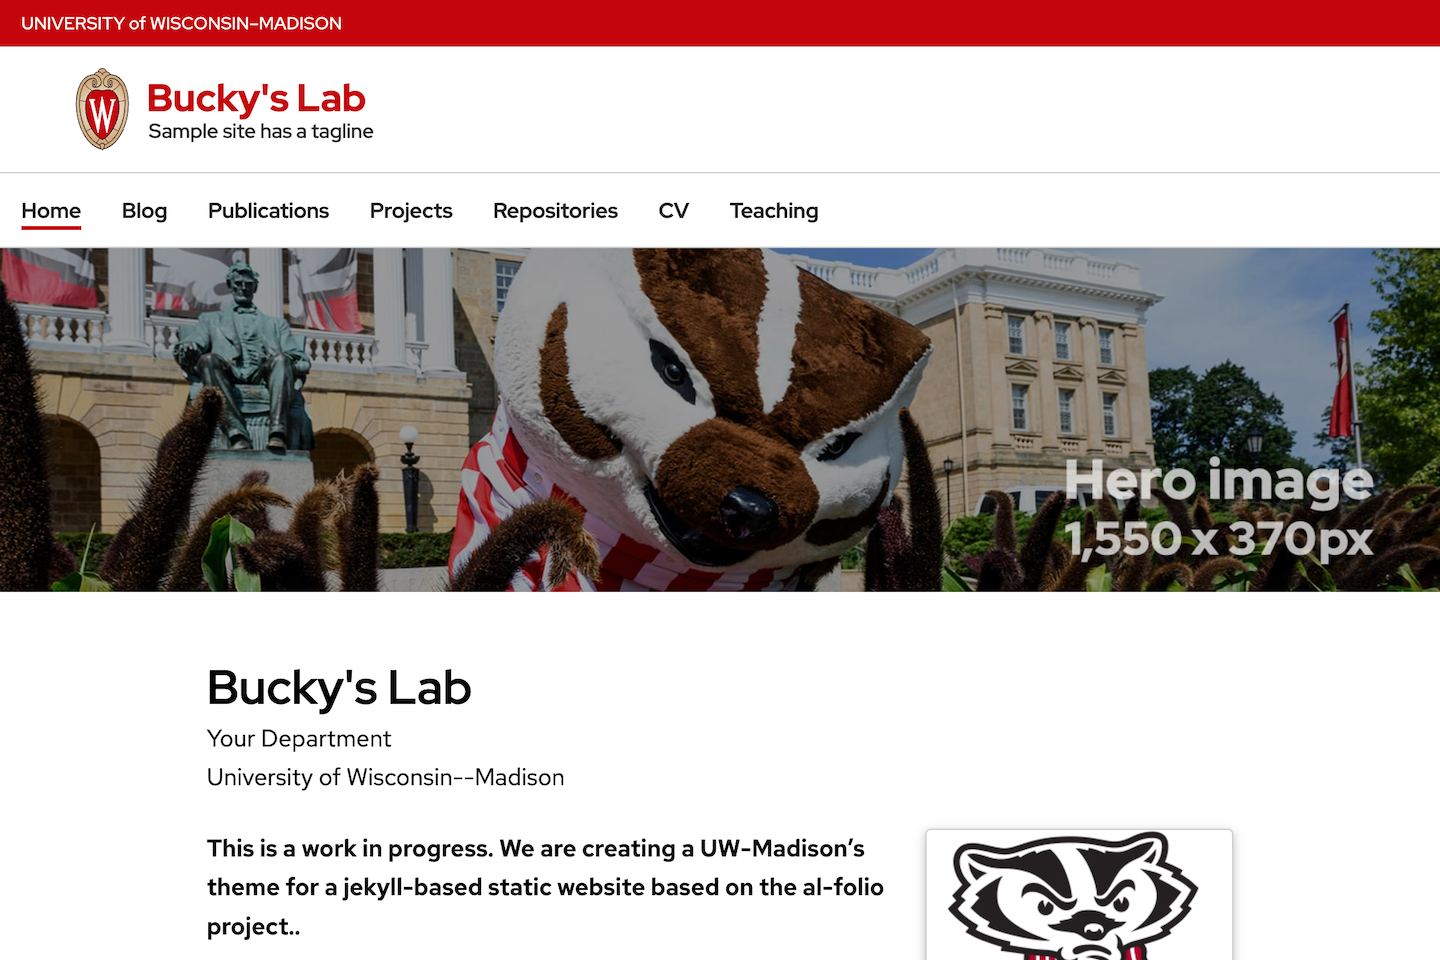 UNIVERSITY of WISCONSIN–MADISON
W
Bucky's Lab
Sample site has a tagline
Home Blog Publications Projects Repositories CV Teaching
Hero image
1,550 x 370px
Bucky's Lab
Your Department
University of Wisconsin--Madison
This is a work in progress. We are creating a UW-Madison’s
theme for a jekyll-based static website based on the al-folio
project..